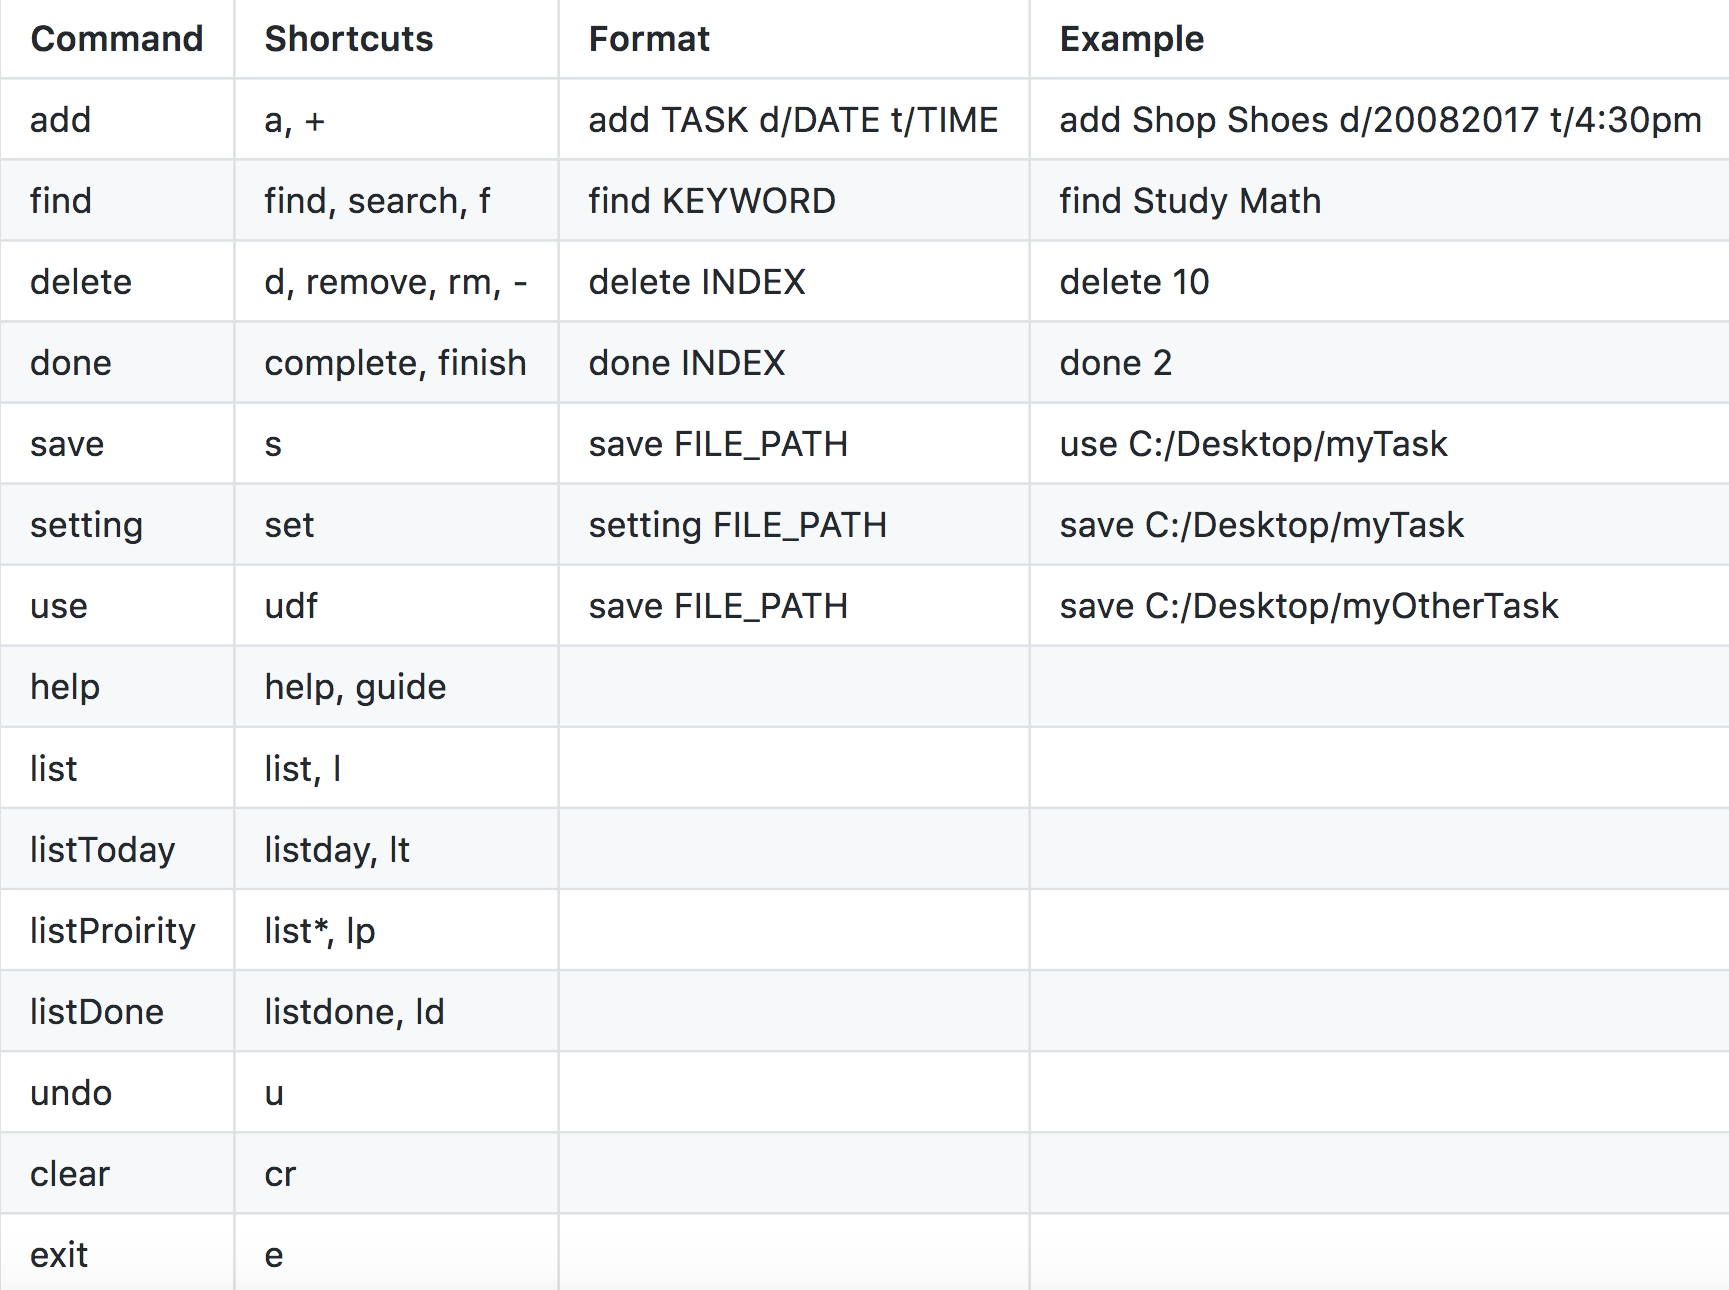 Command Shortcuts Format Example
add a, + add TASK d/DATE t/TIME add Shop Shoes d/20082017 t/4:30pm
find find, search, f find KEYWORD find Study Math
delete d, remove, rm, - delete INDEX delete 10
done complete, finish done INDEX done 2
save s save FILE_PATH use C:/Desktop/myTask
setting set setting FILE_PATH save C:/Desktop/myTask
use udf save FILE_PATH save C:/Desktop/myOtherTask
help help, guide
list list, l
listToday listday, lt
listProirity list*, lp
listDone listdone, ld
undo u
clear cr
exit e